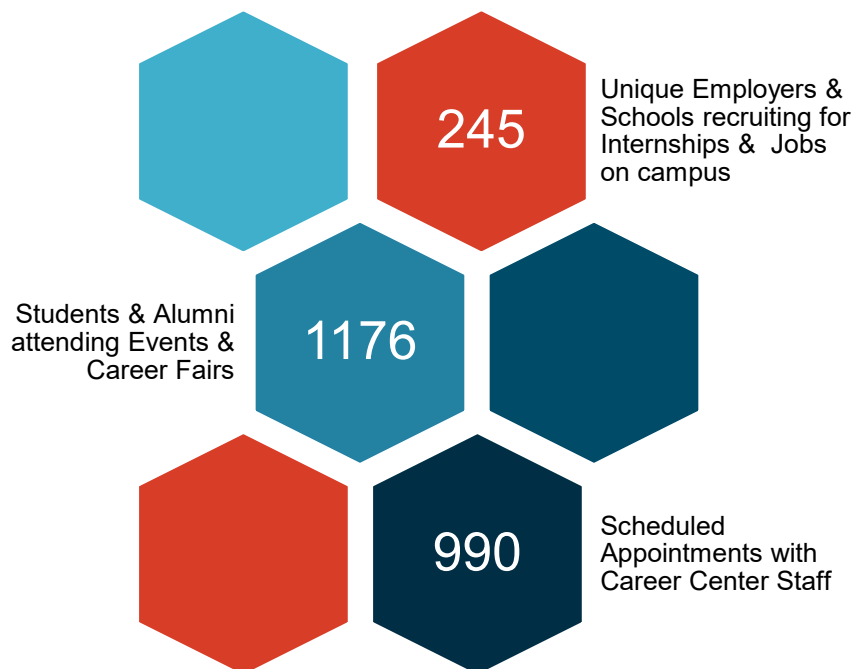 245
Unique Employers &
Schools recruiting for
Internships &  Jobs
on campus
Students & Alumni
attending Events &
Career Fairs
1176
990
Scheduled
Appointments with
Career Center Staff